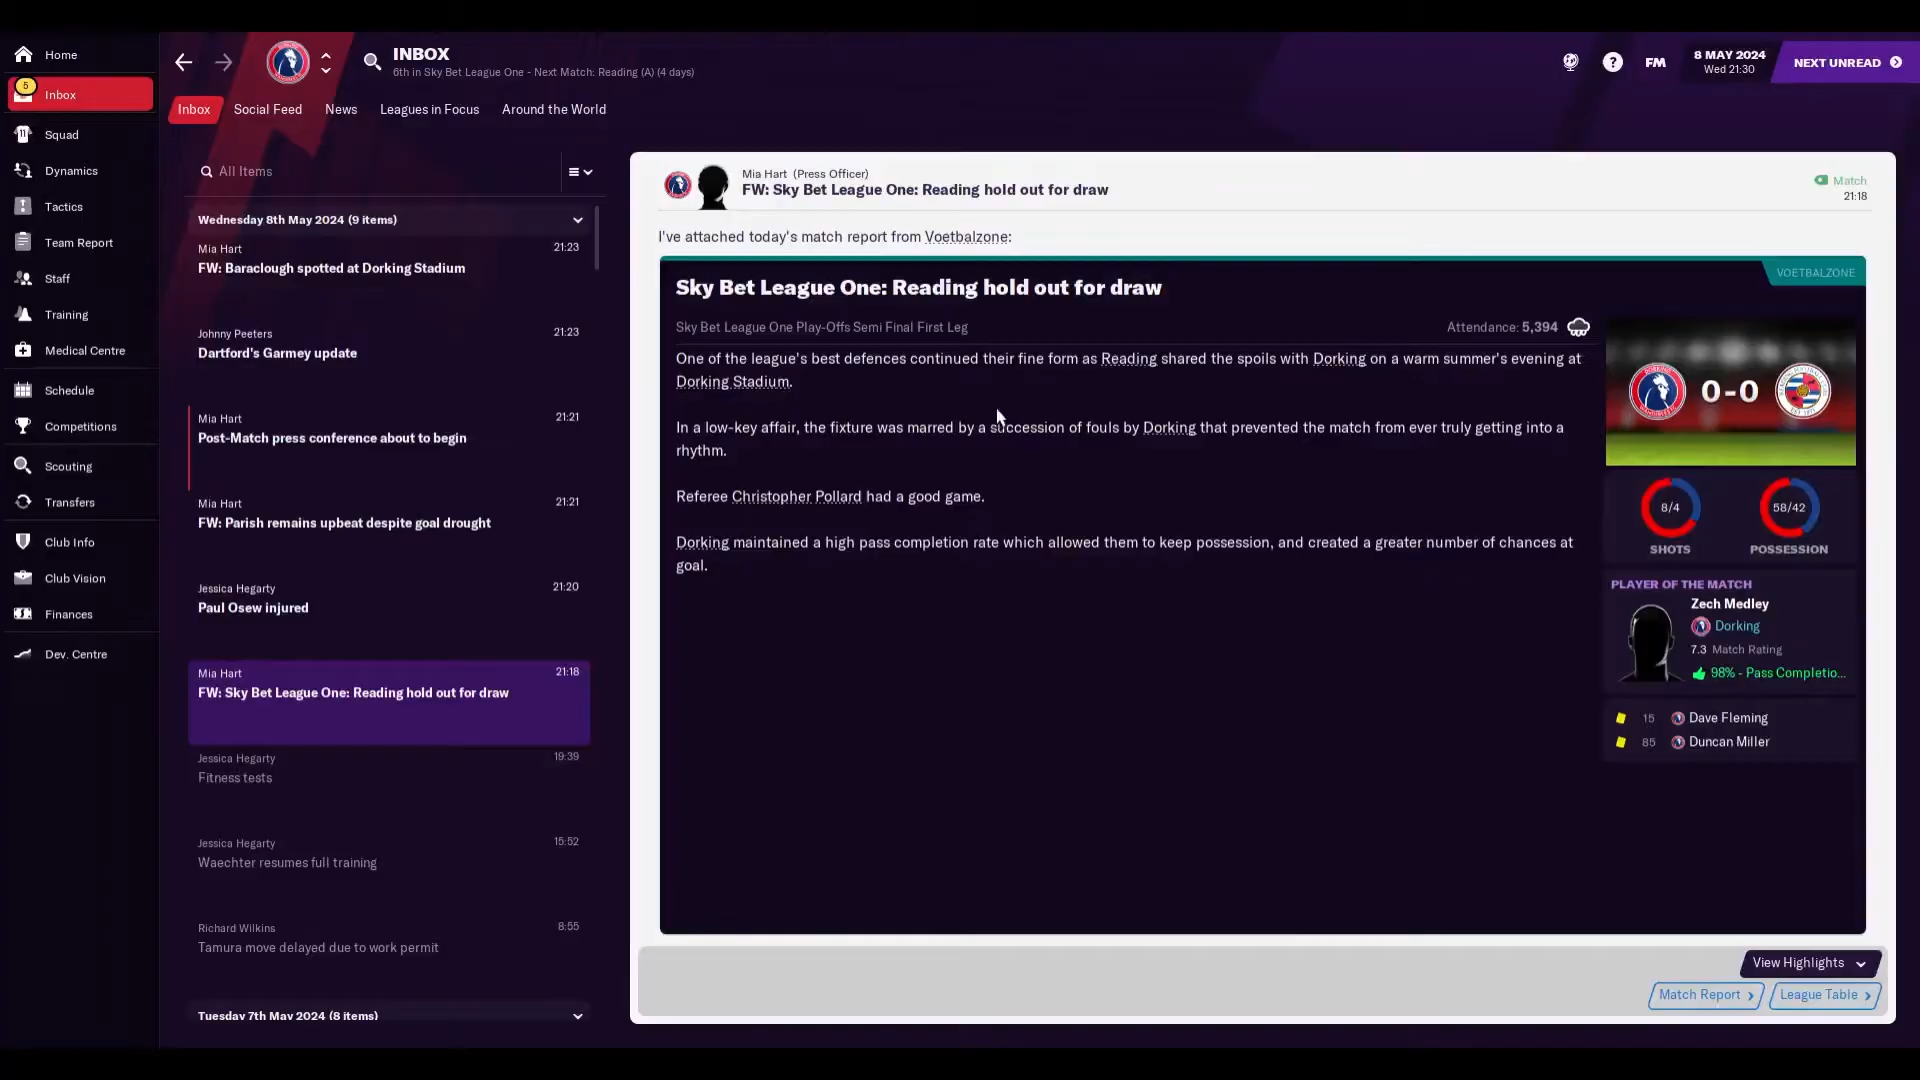 Home
5
Inbox
Squad
Dynamics
Tactics
Team Report
Staff
Training
Medical Centre
Schedule
Competitions
Scouting
Transfers
Club Info
Club Vision
Finances
Dev. Centre
INBOX
6th in Sky Bet League One - Next Match: Reading (A) (4 days)
FM
8 MAY 2024
Wed 21:30
NEXT UNREAD
Inbox
Social Feed
News
Leagues in Focus
Around the World
All Items
Wednesday 8th May 2024 (9 items)
Mia Hart 21:23
FW: Baraclough spotted at Dorking Stadium
Johnny Peeters 21:23
Dartford's Garmey update
Mia Hart 21:21
Post-Match press conference about to begin
Mia Hart 21:21
FW: Parish remains upbeat despite goal drought
Jessica Hegarty 21:20
Paul Osew injured
Mia Hart 21:18
FW: Sky Bet League One: Reading hold out for draw
Jessica Hegarty 19:39
Fitness tests
Jessica Hegarty 15:52
Waechter resumes full training
Richard Wilkins 8:55
Tamura move delayed due to work permit
Tuesday 7th May 2024 (8 items)
Mia Hart (Press Officer)
FW: Sky Bet League One: Reading hold out for draw
Match
21:18
I've attached today's match report from Voetbalzone:
VOETBALZONE
Sky Bet League One: Reading hold out for draw
Sky Bet League One Play-Offs Semi Final First Leg
Attendance: 5,394
One of the league's best defences continued their fine form as Reading shared the spoils with Dorking on a warm summer's evening at
Dorking Stadium.
In a low-key affair, the fixture was marred by a succession of fouls by Dorking that prevented the match from ever truly getting into a
rhythm.
Referee Christopher Pollard had a good game.
Dorking maintained a high pass completion rate which allowed them to keep possession, and created a greater number of chances at
goal.
0-0
8/4
SHOTS
58/42
POSSESSION
PLAYER OF THE MATCH
Zech Medley
Dorking
7.3 Match Rating
98% - Pass Completio...
15 Dave Fleming
85 Duncan Miller
View Highlights
Match Report
League Table